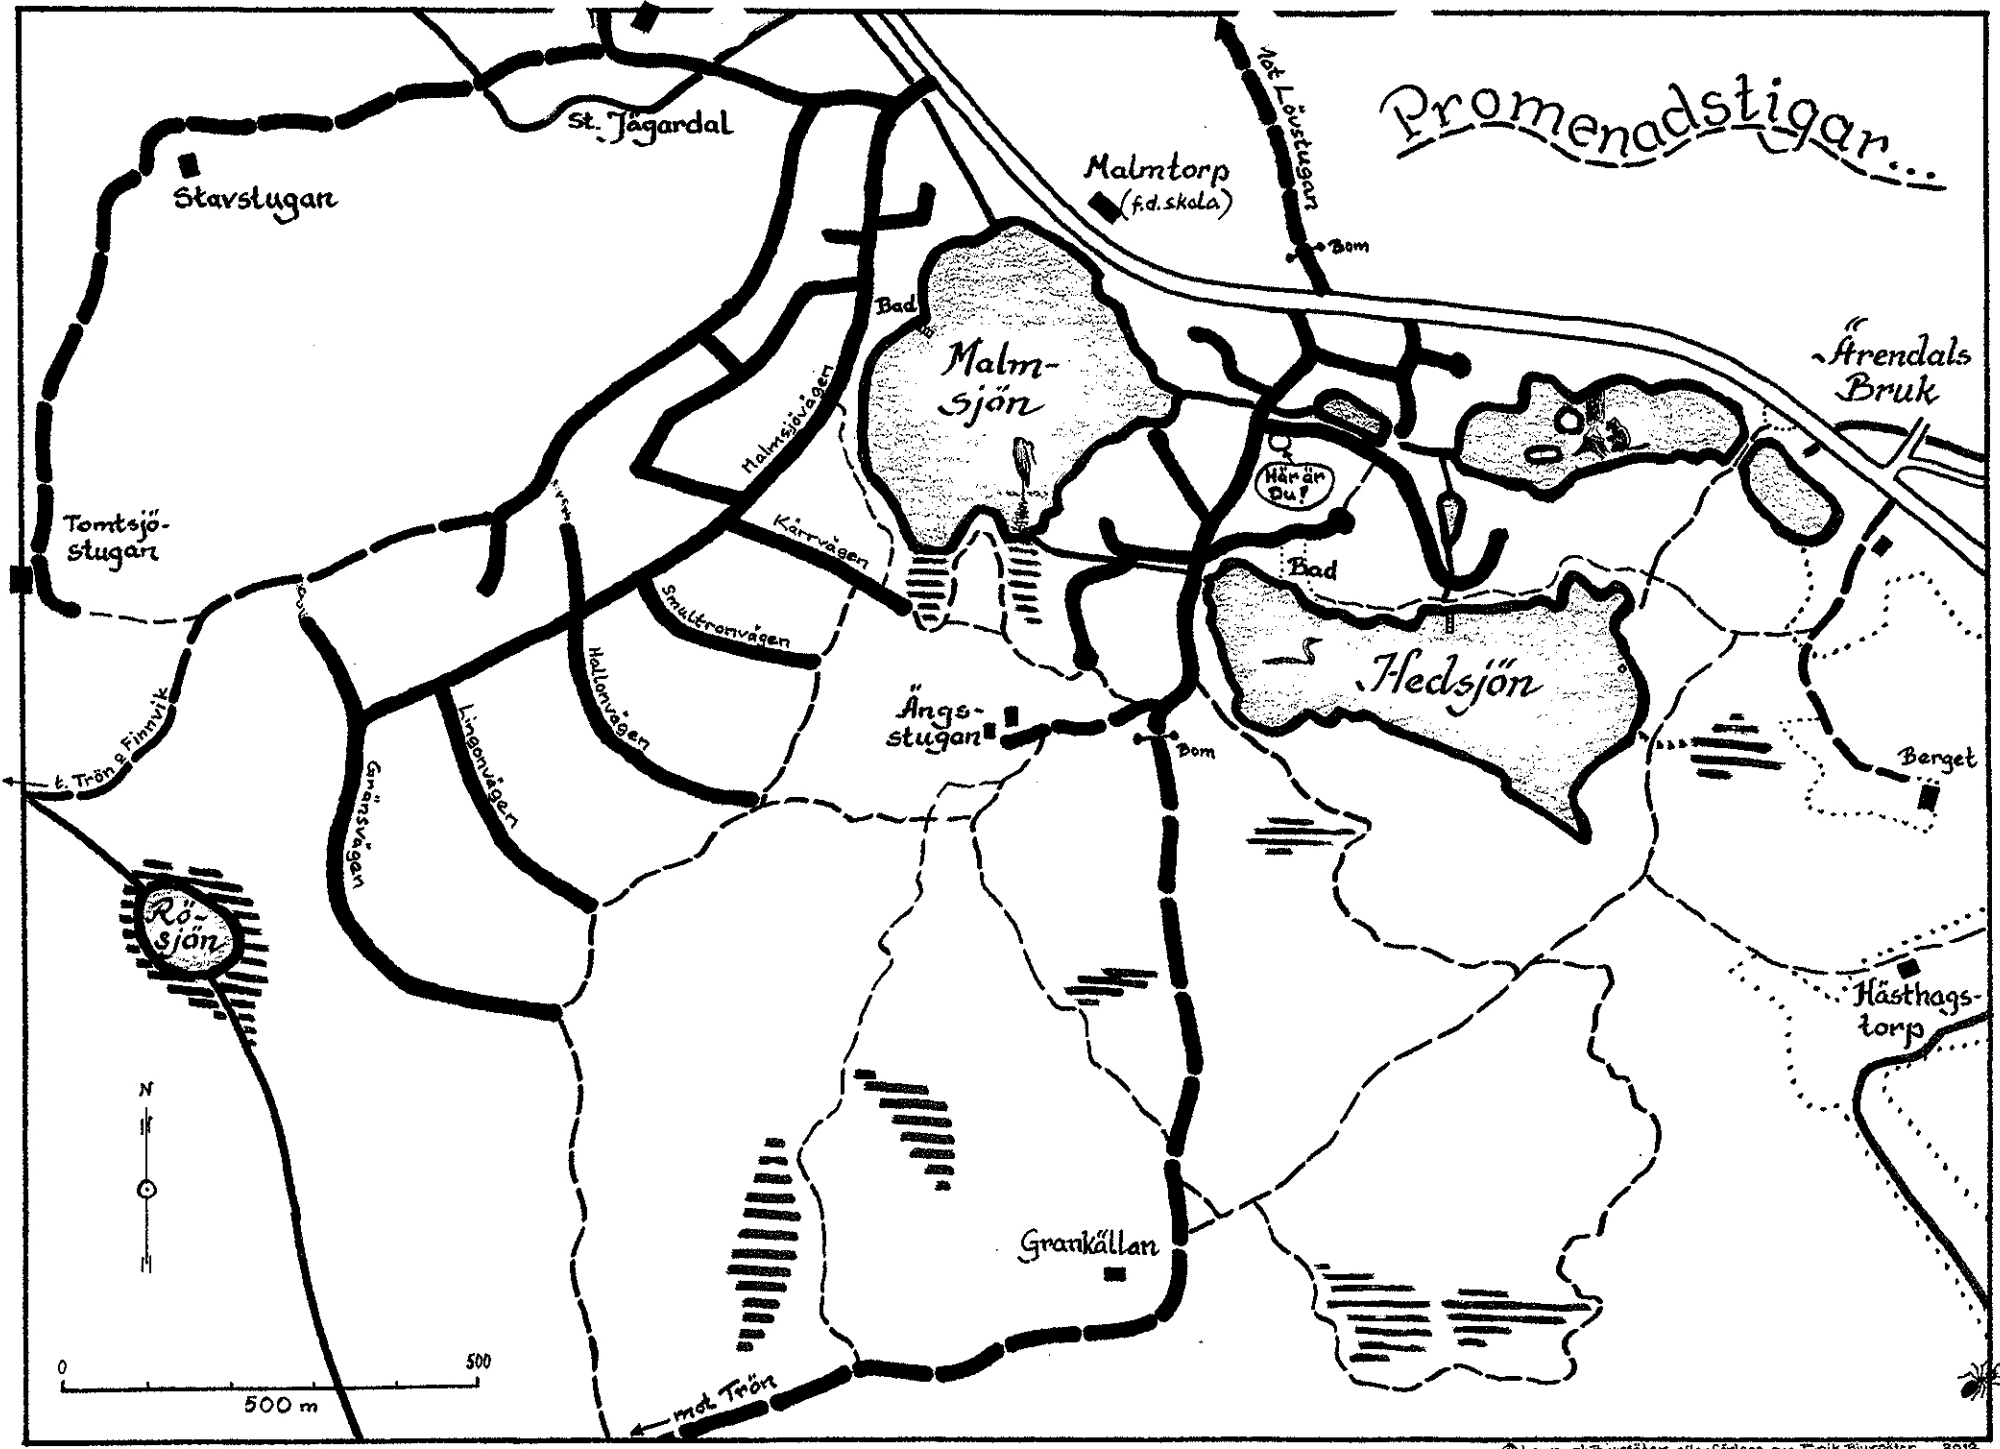 Promenadstigar...
Mot Lövstugan
St. Jägardal
Malmtorp
(f.d. skola)
Stavstugan
Bom
Bad
Ärendals
Bruk
Malm-
sjön
Malmsjövägen
Här är
Du!
Tomtsjö-
stugan
Kärrvägen
Bad
Smultronvägen
Hallonvägen
Hedsjön
Lingonvägen
Ängs-
stugan
Bom
t. Trön & Finnvik
Gränsvägen
Berget
Rö-
sjön
Hästhags-
torp
N
Grankällan
0
500
500 m
mot Trön